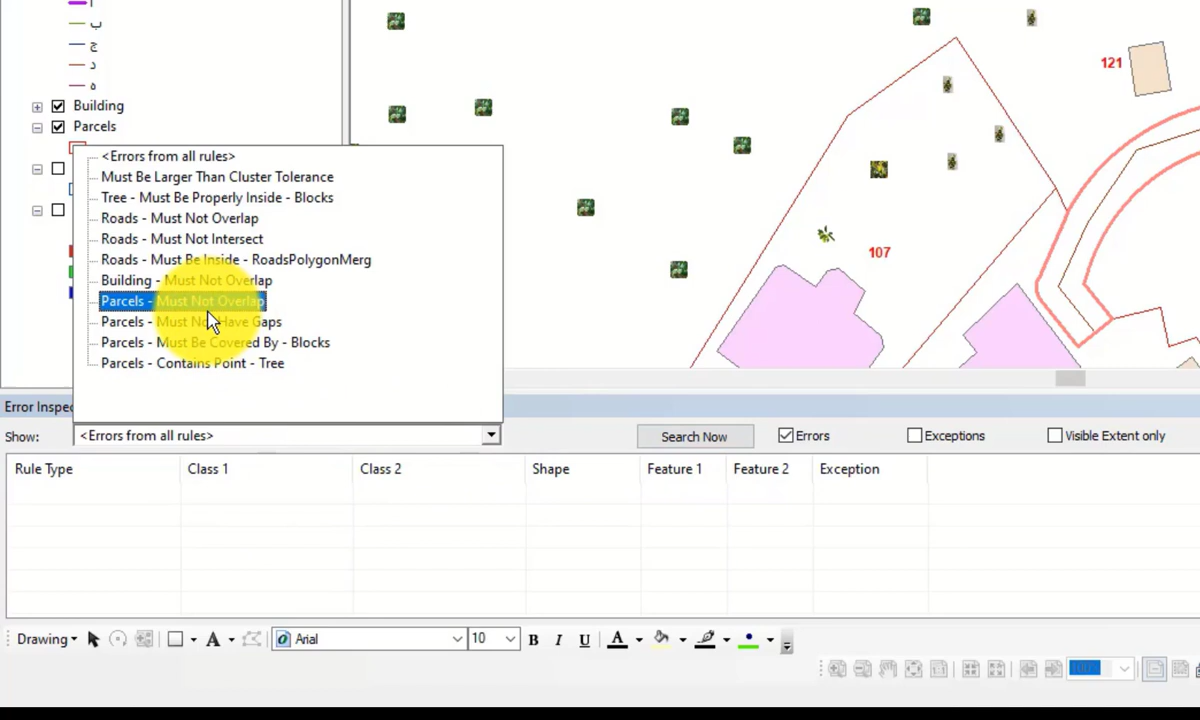 ب
ج
د
ه
Building
Parcels
<Errors from all rules>
Must Be Larger Than Cluster Tolerance
Tree - Must Be Properly Inside - Blocks
Roads - Must Not Overlap
Roads - Must Not Intersect
Roads - Must Be Inside - RoadsPolygonMerg
Building - Must Not Overlap
Parcels - Must Not Overlap
Parcels - Must Not Have Gaps
Parcels - Must Be Covered By - Blocks
Parcels - Contains Point - Tree
121
107
Error Inspe
Show: <Errors from all rules> Search Now Errors Exceptions Visible Extent only
Rule Type Class 1 Class 2 Shape Feature 1 Feature 2 Exception
Drawing A Arial 10 B I U A
100%